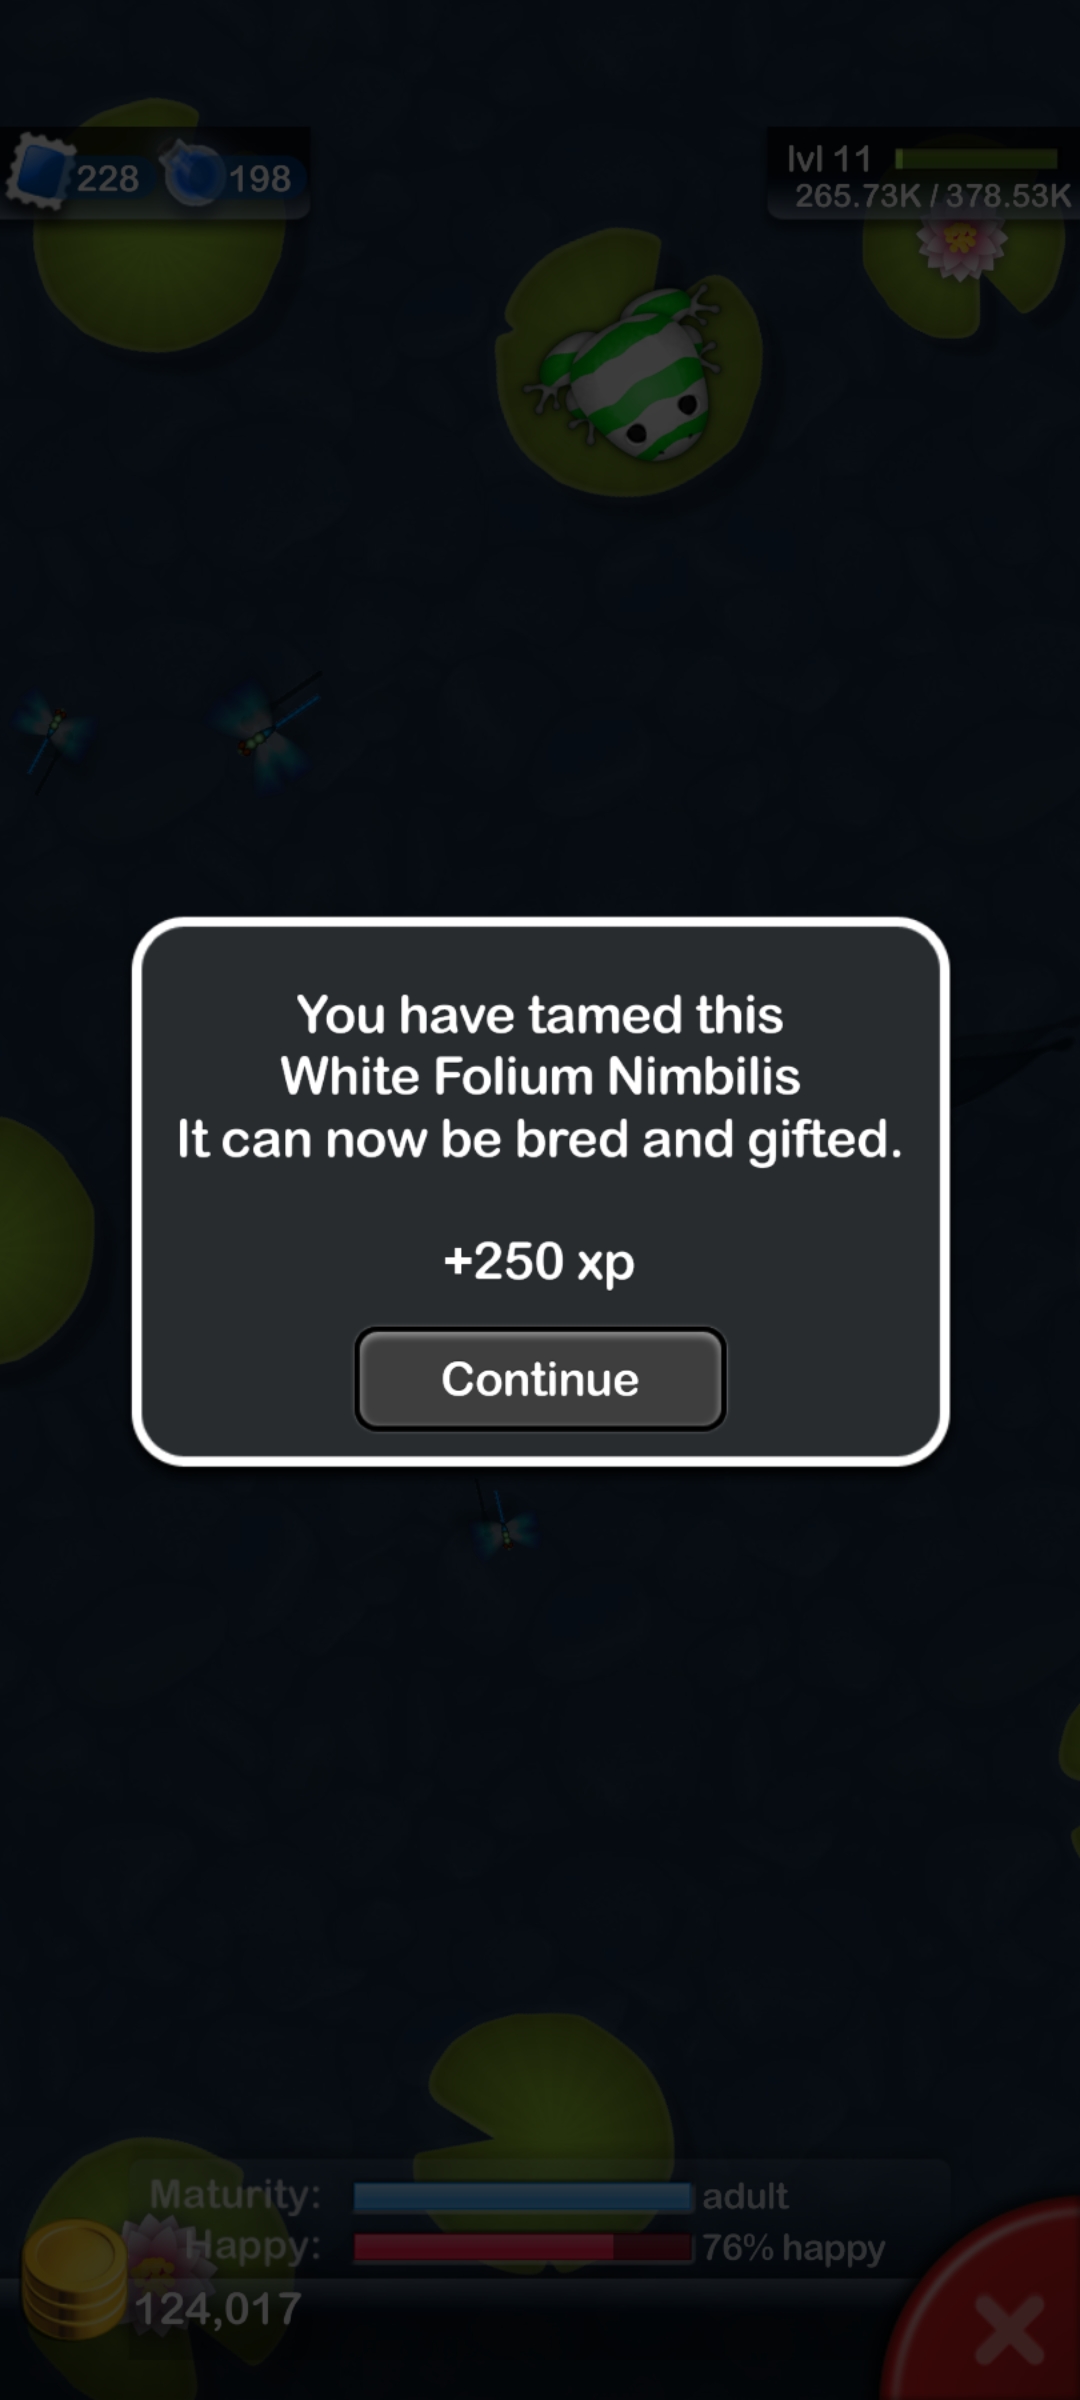 228 198
lvl 11
265.73K / 378.53K
You have tamed this
White Folium Nimbilis
It can now be bred and gifted.
+250 xp
Continue
Maturity: adult
Happy: 76% happy
124,017